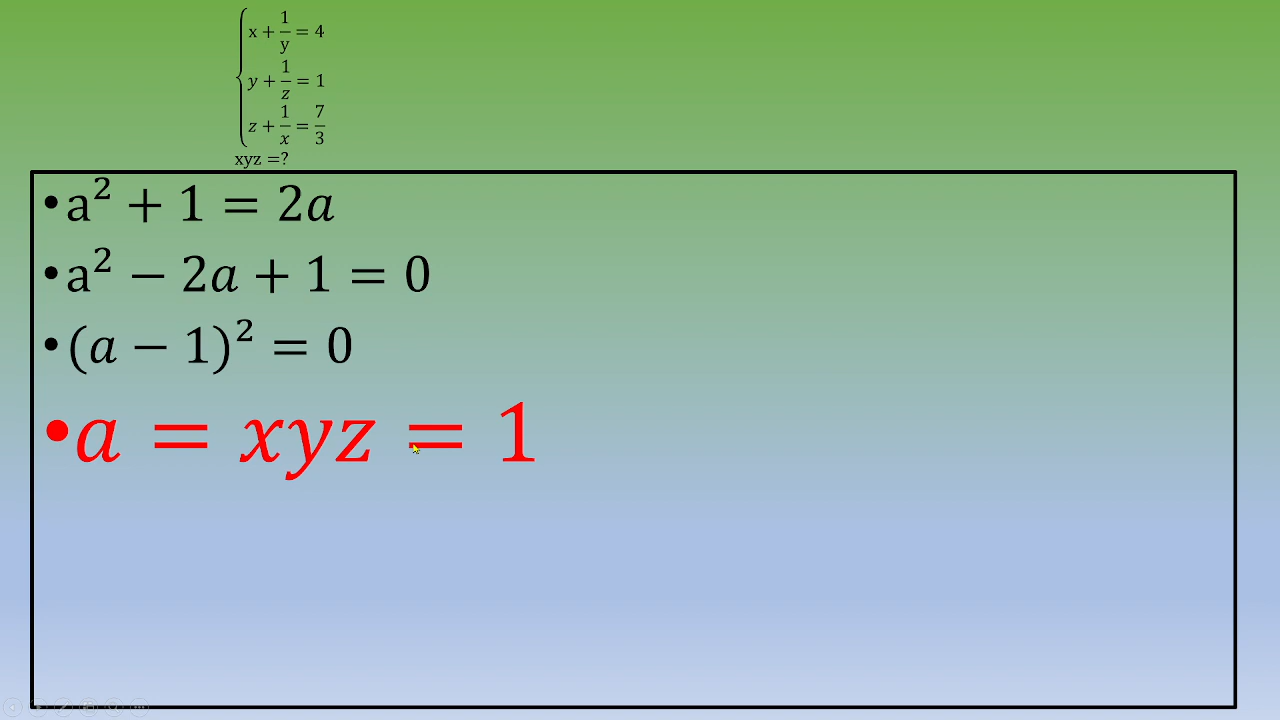 x + 1/y = 4
y + 1/z = 1
z + 1/x = 7/3
xyz =?
•a² + 1 = 2a
•a² − 2a + 1 = 0
•(a − 1)² = 0
•a = xyz = 1